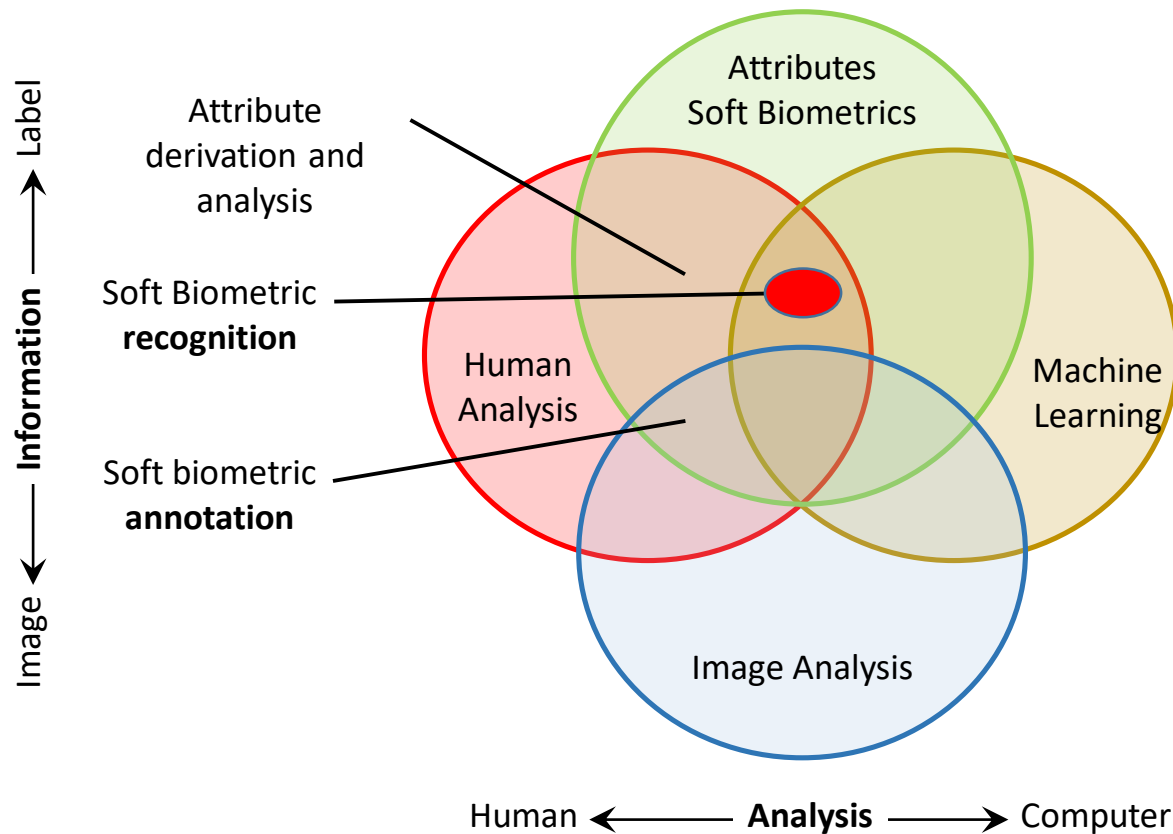 Attributes
Soft Biometrics
Attribute
derivation and
analysis
Soft Biometric
recognition
Human
Analysis
Machine
Learning
Soft biometric
annotation
Image Analysis
Label
Information
Image
Human
Analysis
Computer